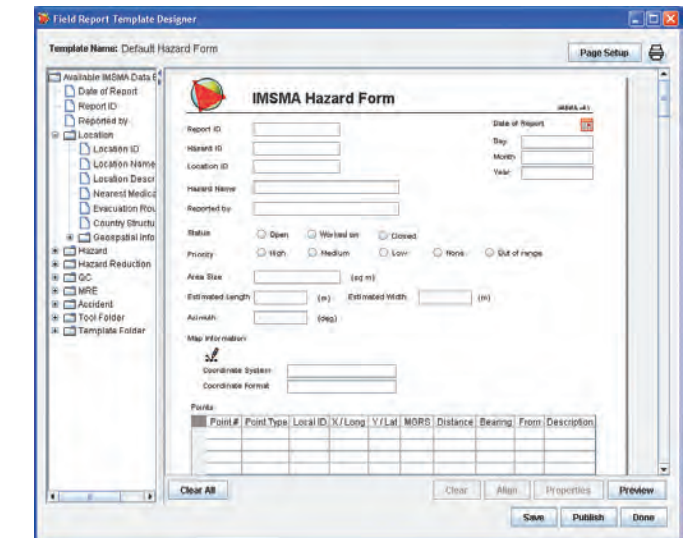 Field Report Template Designer
Template Name: Default Hazard Form
Page Setup
Available IMSMA Data E
Date of Report
Report ID
Reported by
Location
Location ID
Location Name
Location Descr
Nearest Medica
Evacuation Rou
Country Structu
Geospatial Info
Hazard
Hazard Reduction
QC
MRE
Accident
Tool Folder
Template Folder
IMSMA Hazard Form
Report ID
Date of Report
Hazard ID
Day
Month
Location ID
Year
Hazard Name
Reported by
Status Open Worked on Closed
Priority High Medium Low None Out of range
Area Size (sq m)
Estimated Length (m) Estimated Width (m)
Azimuth (deg)
Map Information
Coordinate System
Coordinate Format
Points
Point # Point Type Local ID X / Long Y / Lat MGRS Distance Bearing From Description
Clear All Clear Align Properties Preview
Save Publish Done